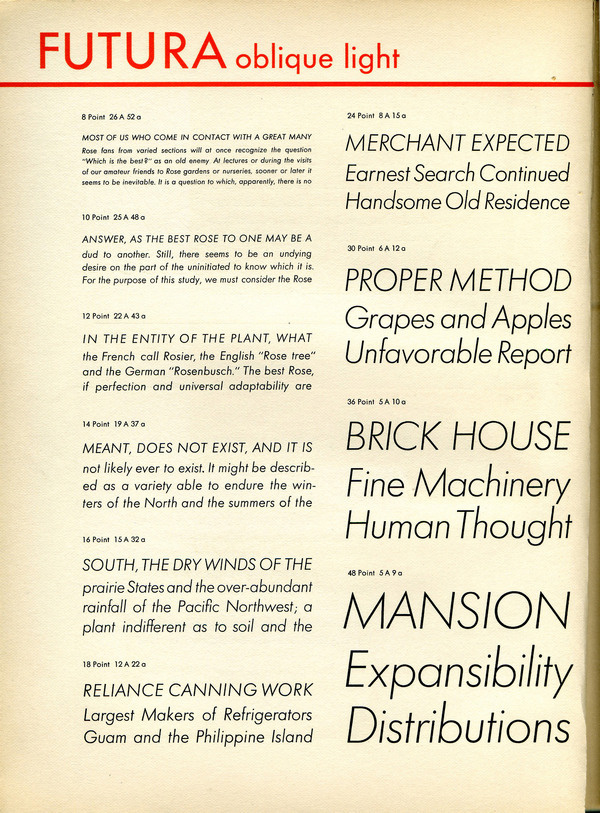 FUTURA oblique light
8 Point 26 A 52 a
MOST OF US WHO COME IN CONTACT WITH A GREAT MANY
Rose fans from varied sections will at once recognize the question
"Which is the best?" as an old enemy. At lectures or during the visits
of our amateur friends to Rose gardens or nurseries, sooner or later it
seems to be inevitable. It is a question to which, apparently, there is no
10 Point 25 A 48 a
ANSWER, AS THE BEST ROSE TO ONE MAY BE A
dud to another. Still, there seems to be an undying
desire on the part of the uninitiated to know which it is.
For the purpose of this study, we must consider the Rose
12 Point 22 A 43 a
IN THE ENTITY OF THE PLANT, WHAT
the French call Rosier, the English "Rose tree"
and the German "Rosenbusch." The best Rose,
if perfection and universal adaptability are
14 Point 19 A 37 a
MEANT, DOES NOT EXIST, AND IT IS
not likely ever to exist. It might be describ-
ed as a variety able to endure the win-
ters of the North and the summers of the
16 Point 15 A 32 a
SOUTH, THE DRY WINDS OF THE
prairie States and the over-abundant
rainfall of the Pacific Northwest; a
plant indifferent as to soil and the
18 Point 12 A 22 a
RELIANCE CANNING WORK
Largest Makers of Refrigerators
Guam and the Philippine Island
24 Point 8 A 15 a
MERCHANT EXPECTED
Earnest Search Continued
Handsome Old Residence
30 Point 6 A 12 a
PROPER METHOD
Grapes and Apples
Unfavorable Report
36 Point 5 A 10 a
BRICK HOUSE
Fine Machinery
Human Thought
48 Point 5 A 9 a
MANSION
Expansibility
Distributions